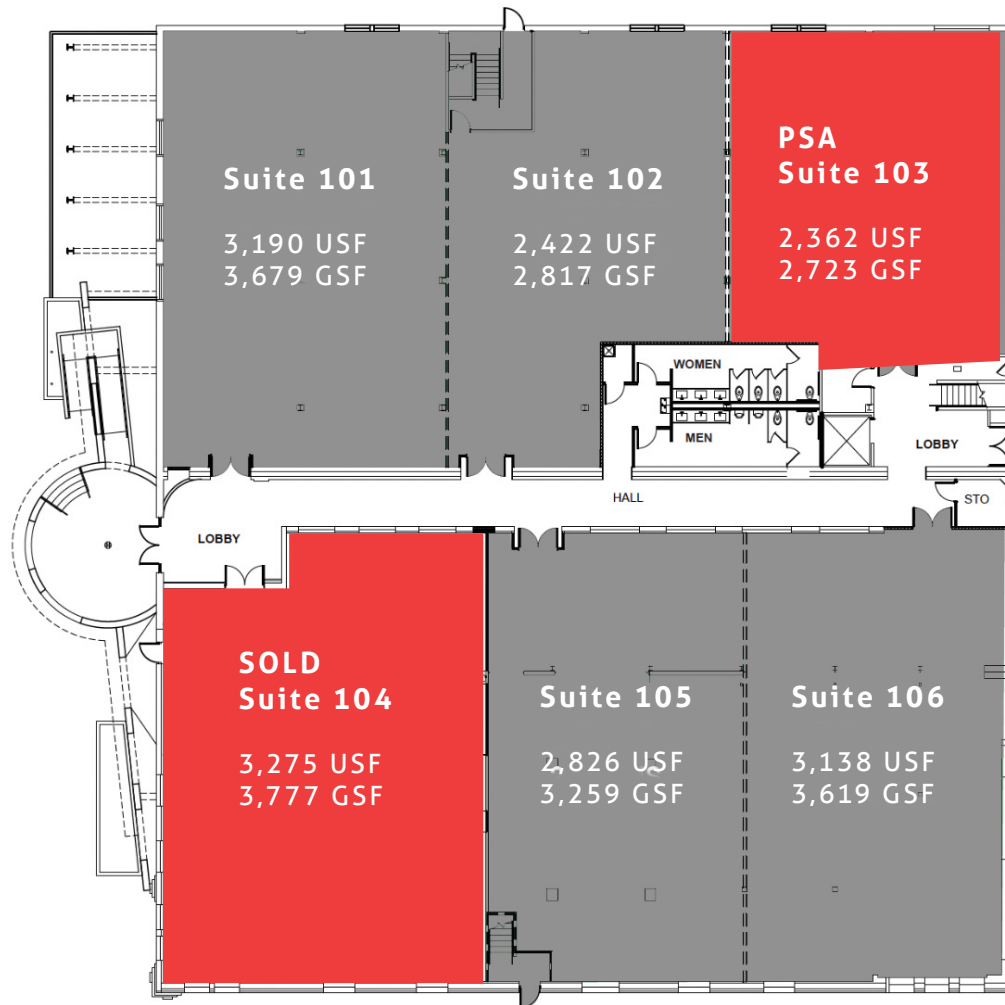 Suite 101
3,190 USF
3,679 GSF
Suite 102
2,422 USF
2,817 GSF
PSA
Suite 103
2,362 USF
2,723 GSF
WOMEN
MEN
LOBBY
HALL
STO
LOBBY
SOLD
Suite 104
3,275 USF
3,777 GSF
Suite 105
2,826 USF
3,259 GSF
Suite 106
3,138 USF
3,619 GSF